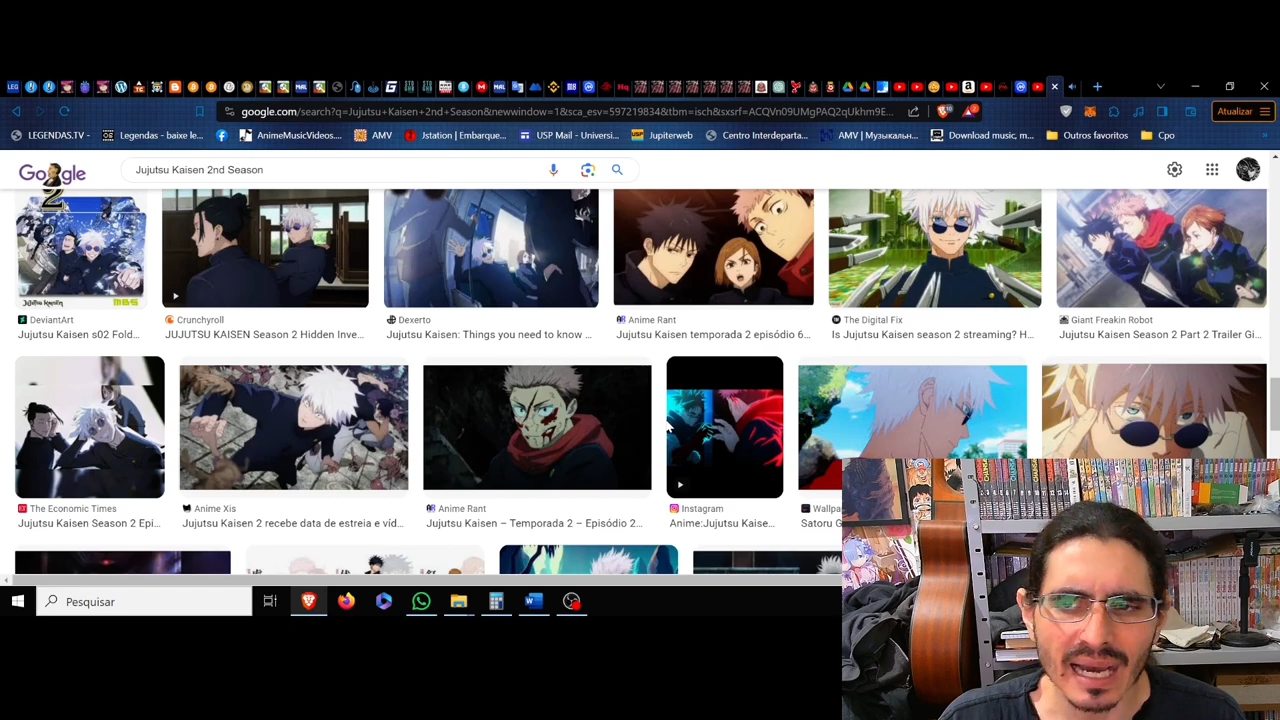 google.com/search?q=Jujutsu+Kaisen+2nd+Season&newwindow=1&sca_esv=597219834&tbm=isch&sxsrf=ACQVn09UMgPAQ2qUkhm9E...
Atualizar
LEGENDAS.TV - Legendas - baixe le... AnimeMusicVideos.... AMV Jstation | Embarque... USP Mail - Universi... Jupiterweb Centro Interdeparta... AMV | Музыкальн... Download music, m... Outros favoritos Cpo
Google
Jujutsu Kaisen 2nd Season
2
MBS
DeviantArt
Jujutsu Kaisen s02 Fold...
Crunchyroll
JUJUTSU KAISEN Season 2 Hidden Inve...
Dexerto
Jujutsu Kaisen: Things you need to know ...
Anime Rant
Jujutsu Kaisen temporada 2 episódio 6...
The Digital Fix
Is Jujutsu Kaisen season 2 streaming? H...
Giant Freakin Robot
Jujutsu Kaisen Season 2 Part 2 Trailer Gi...
The Economic Times
Jujutsu Kaisen Season 2 Epi...
Anime Xis
Jujutsu Kaisen 2 recebe data de estreia e víd...
Anime Rant
Jujutsu Kaisen – Temporada 2 – Episódio 2...
Instagram
Anime:Jujutsu Kaise...
Wallpa
Satoru G
Pesquisar